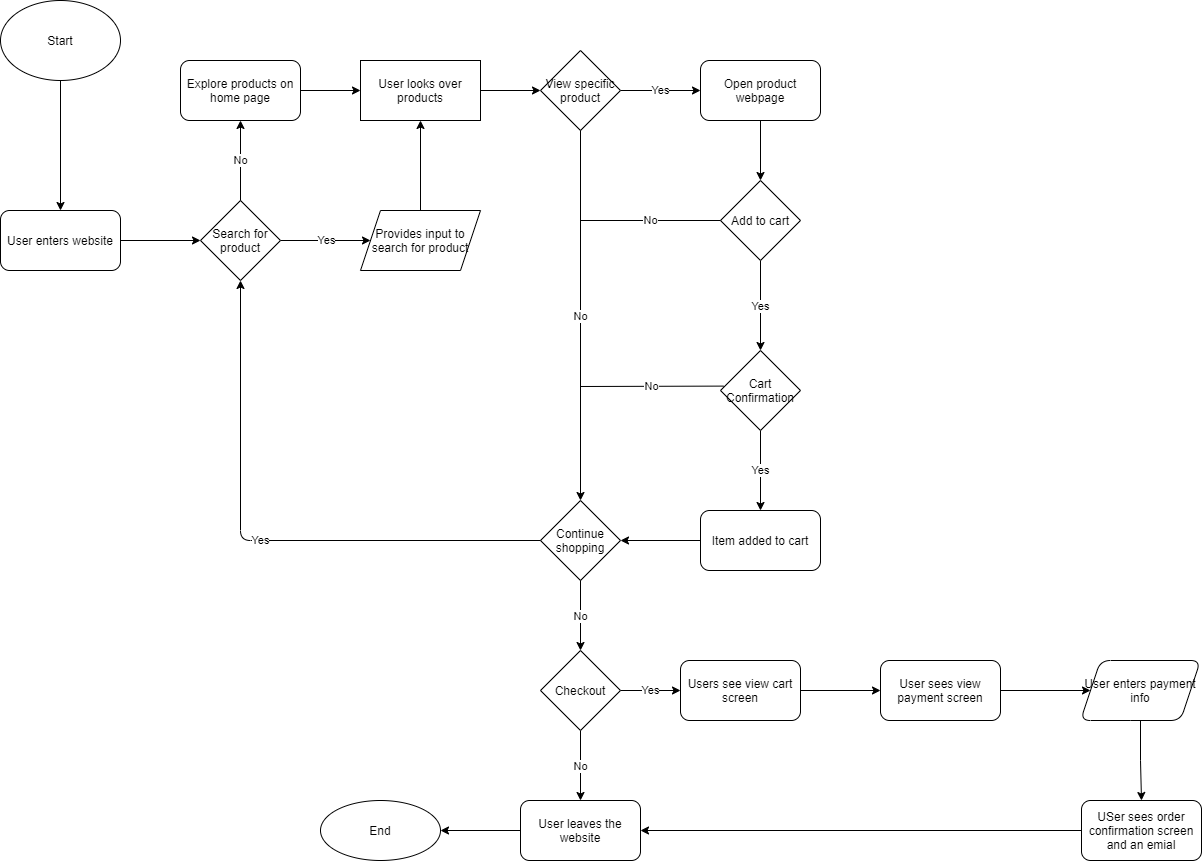 Start
Explore products on
home page
User looks over
products
View specific
product
Yes
Open product
webpage
No
User enters website
Search for
product
Yes
Provides input to
search for product
No
Add to cart
No
Yes
No
Cart
Confirmation
Yes
Yes
Continue
shopping
Item added to cart
No
Checkout
Yes
Users see view cart
screen
User sees view
payment screen
User enters payment
info
No
End
User leaves the
website
USer sees order
confirmation screen
and an emial